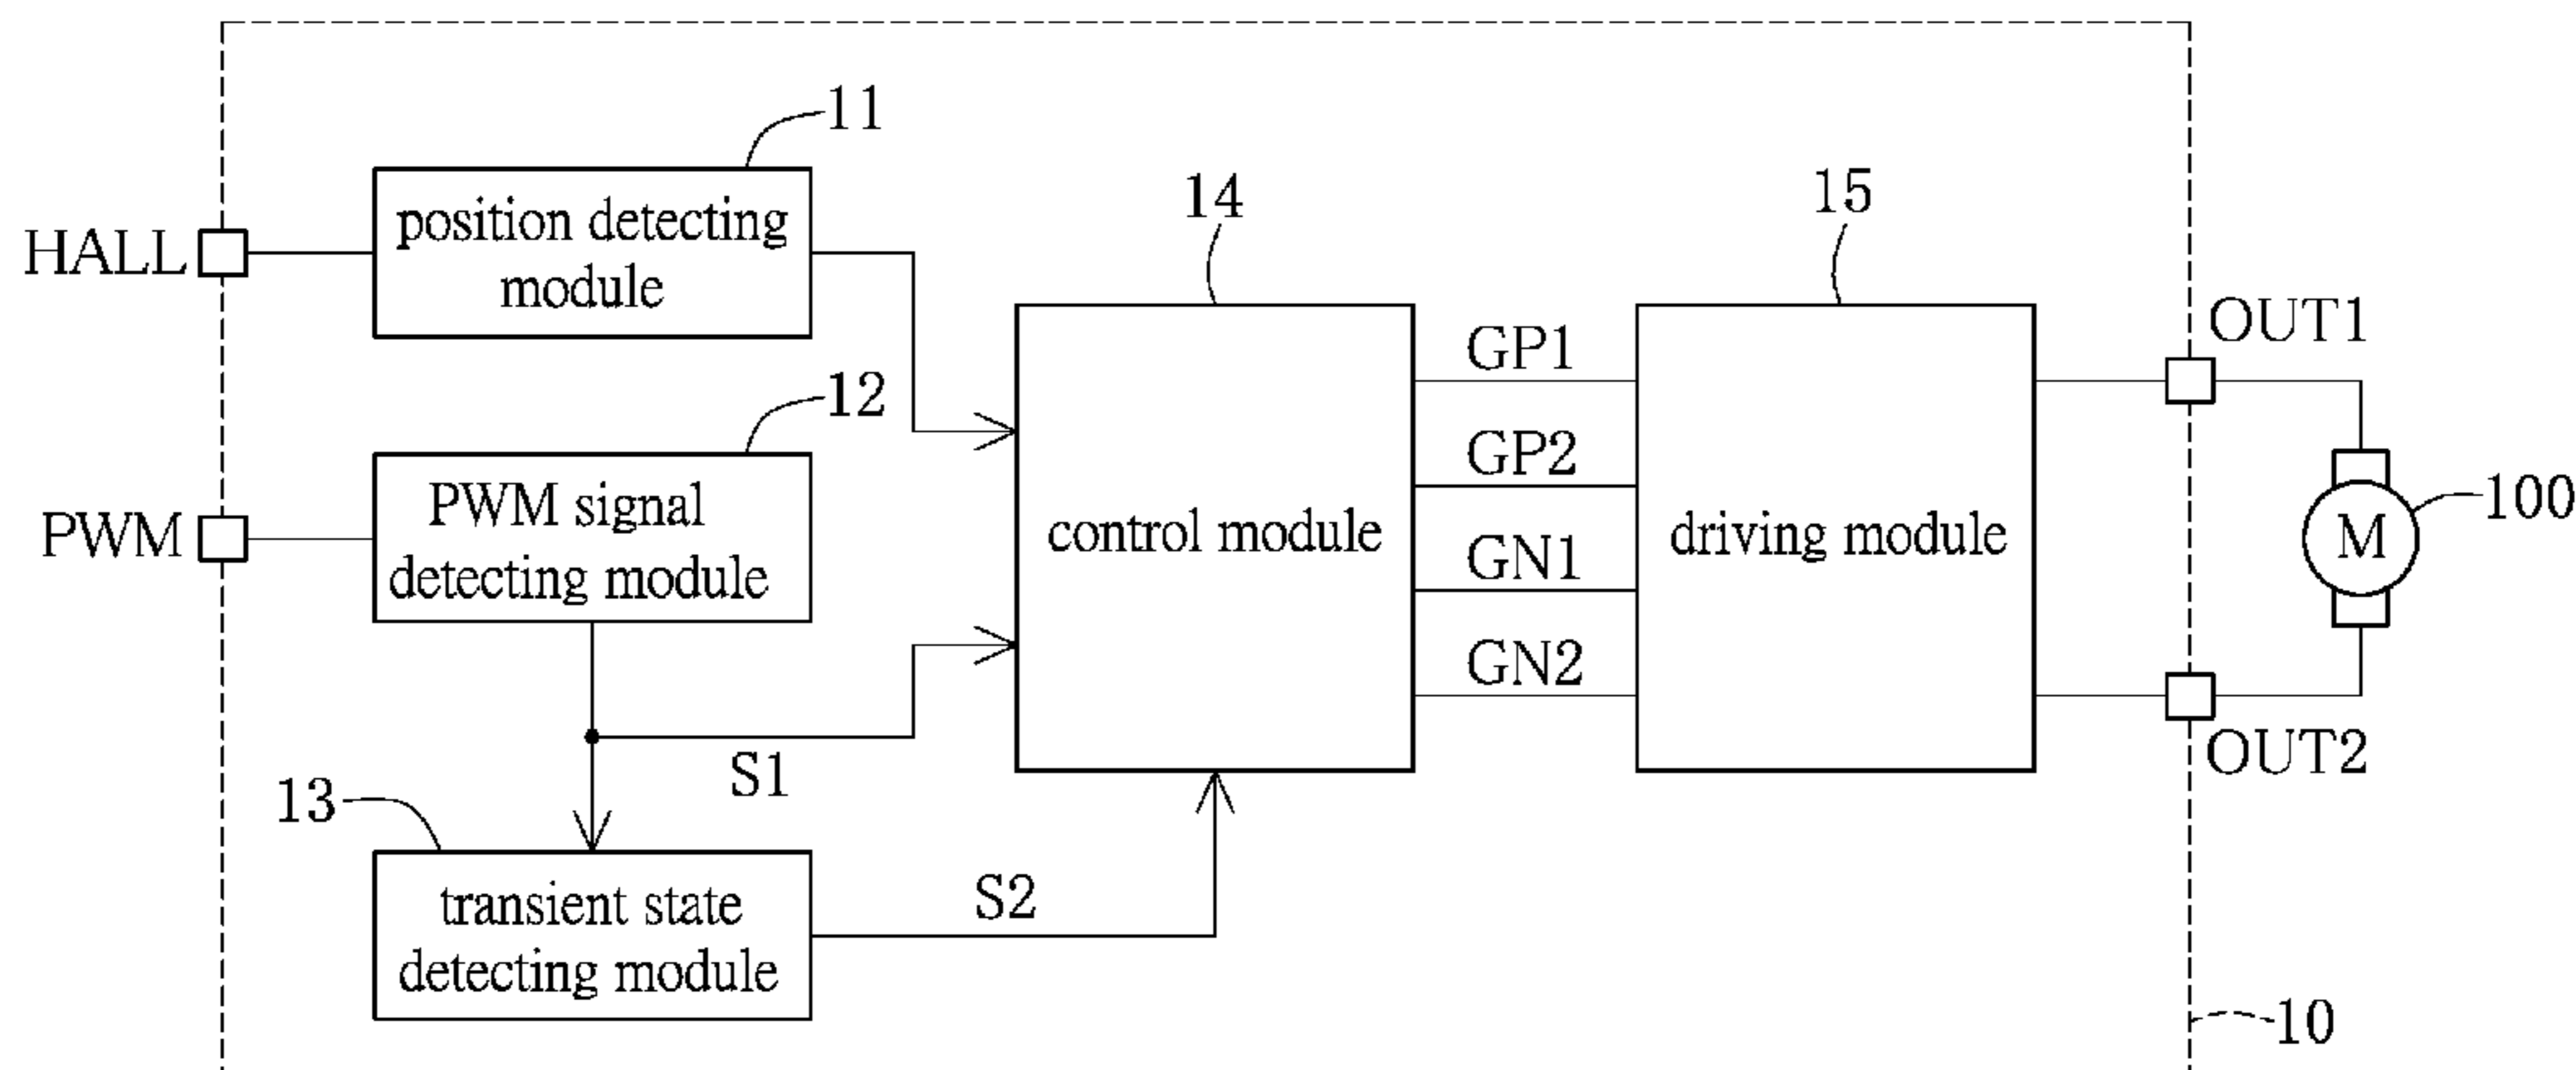 11
position detecting
module
HALL
12
PWM signal
detecting module
PWM
S1
13
transient state
detecting module
S2
14
control module
GP1
GP2
GN1
GN2
15
driving module
OUT1
M
100
OUT2
10